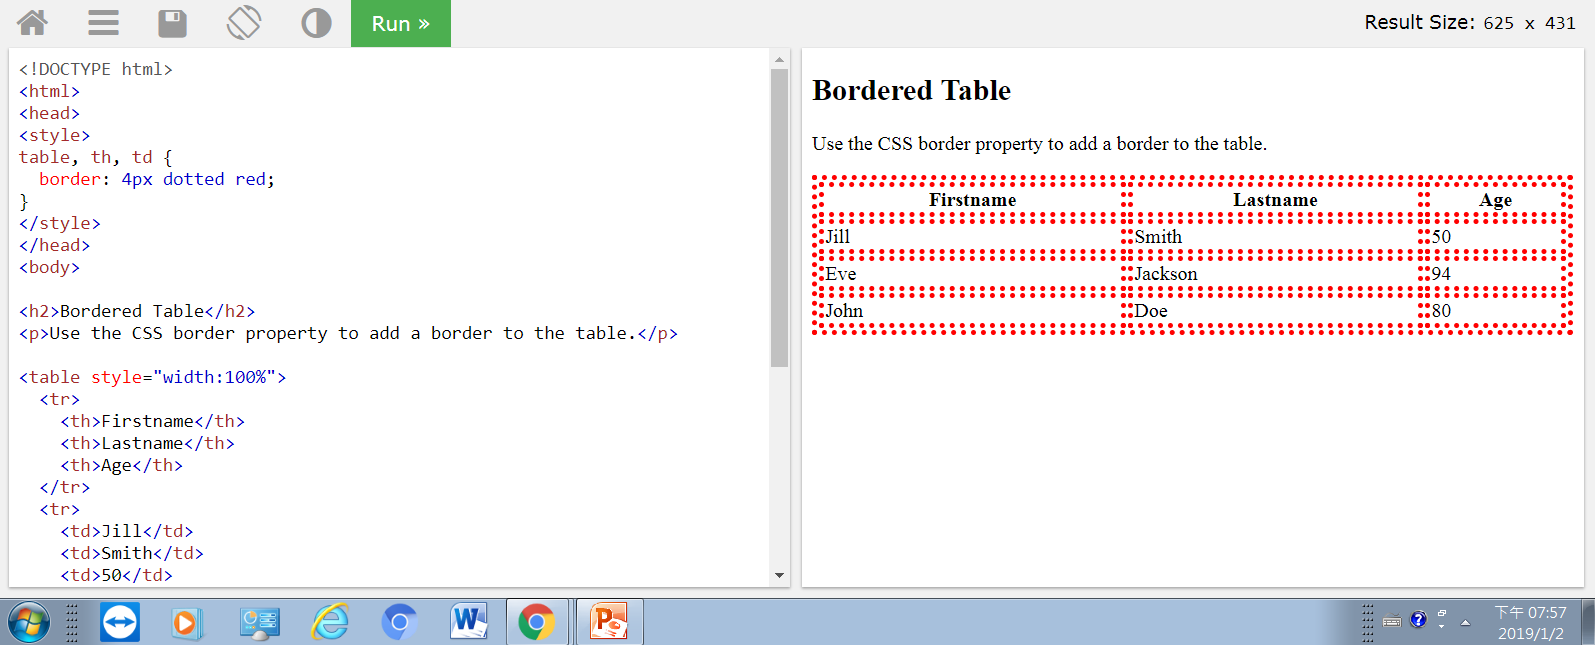 Run »
Result Size: 625 x 431
<!DOCTYPE html>
<html>
<head>
<style>
table, th, td {
  border: 4px dotted red;
}
</style>
</head>
<body>
<h2>Bordered Table</h2>
<p>Use the CSS border property to add a border to the table.</p>
<table style="width:100%">
  <tr>
    <th>Firstname</th>
    <th>Lastname</th>
    <th>Age</th>
  </tr>
  <tr>
    <td>Jill</td>
    <td>Smith</td>
    <td>50</td>
Bordered Table
Use the CSS border property to add a border to the table.
Firstname Lastname Age
Jill Smith 50
Eve Jackson 94
John Doe 80
下午 07:57
2019/1/2